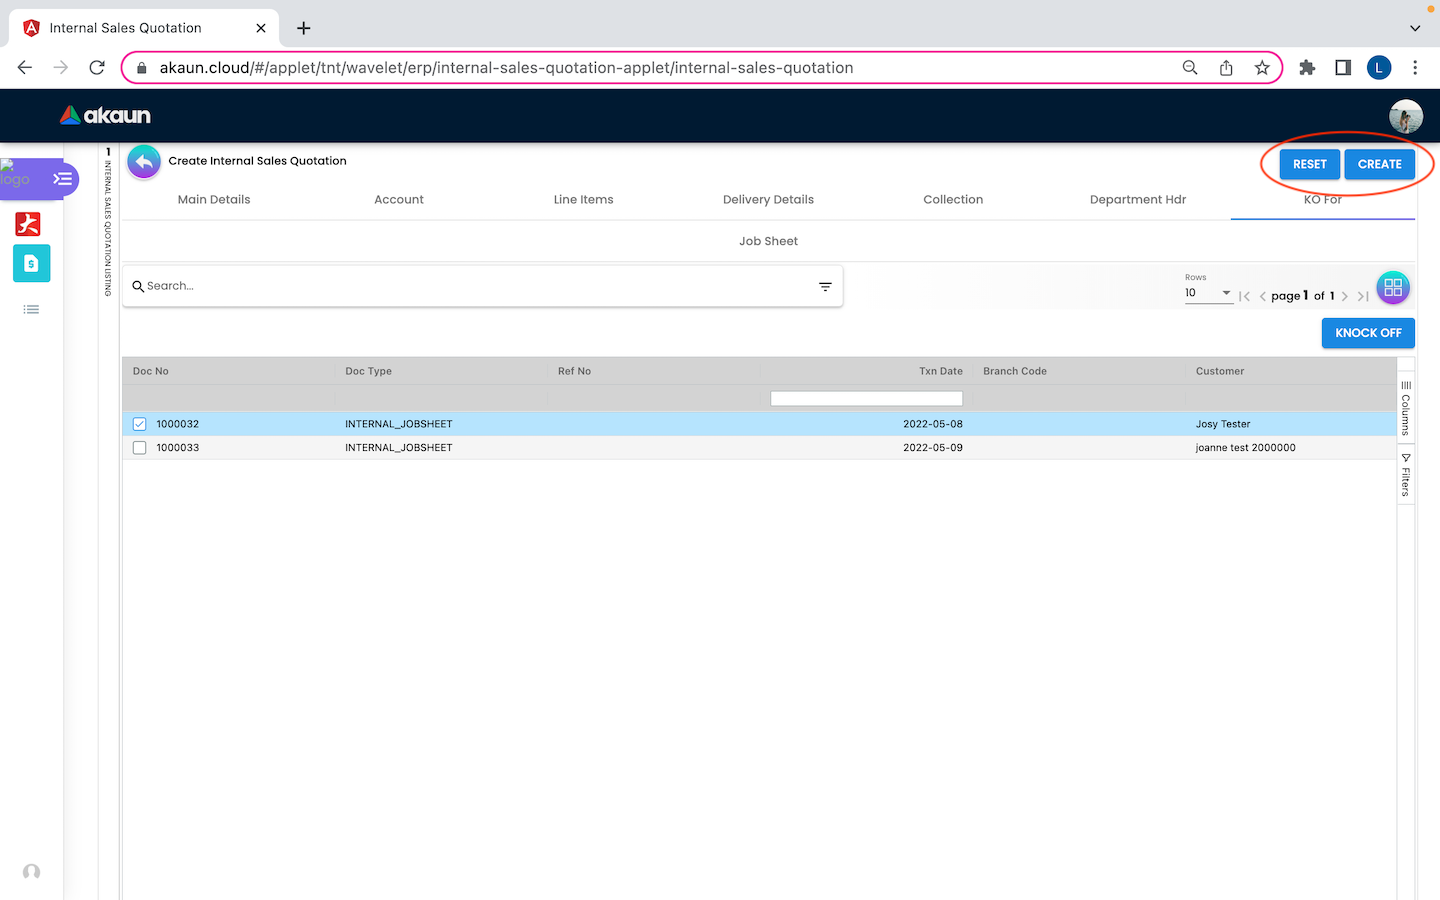 Internal Sales Quotation
akaun.cloud/#/applet/tnt/wavelet/erp/internal-sales-quotation-applet/internal-sales-quotation
L
akaun
logo
1
INTERNAL SALES QUOTATION LISTING
Create Internal Sales Quotation
RESET
CREATE
Main Details
Account
Line Items
Delivery Details
Collection
Department Hdr
KO For
Job Sheet
Search...
Rows
10
page 1 of 1
KNOCK OFF
Doc No
Doc Type
Ref No
Txn Date
Branch Code
Customer
1000032
INTERNAL_JOBSHEET
2022-05-08
Josy Tester
1000033
INTERNAL_JOBSHEET
2022-05-09
joanne test 2000000
Columns
Filters